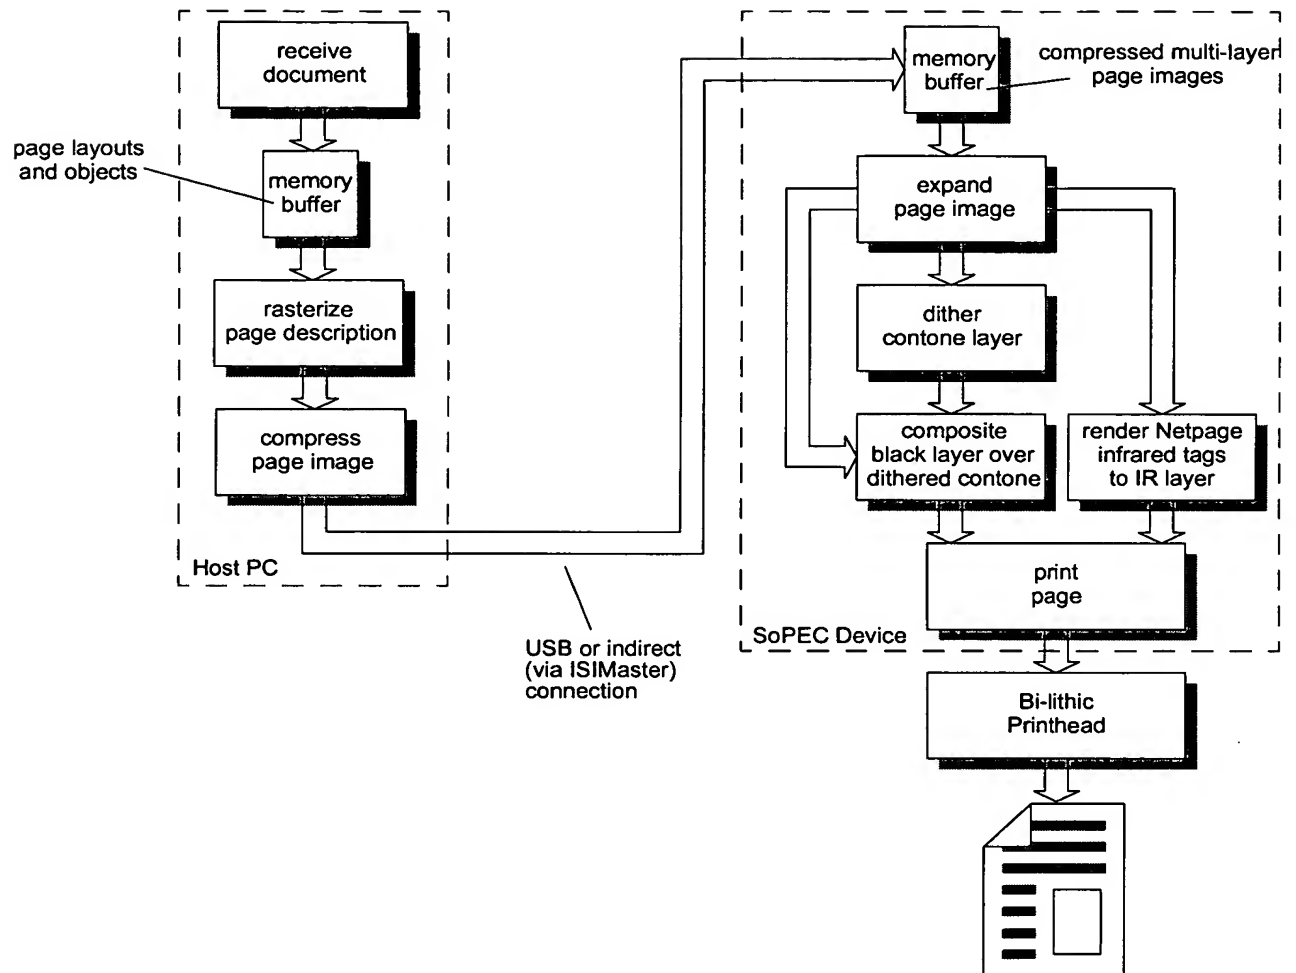 receive
document
page layouts
and objects
memory
buffer
rasterize
page description
compress
page image
Host PC
USB or indirect
(via ISIMaster)
connection
memory
buffer
compressed multi-layer
page images
expand
page image
dither
contone layer
composite
black layer over
dithered contone
render Netpage
infrared tags
to IR layer
print
page
SoPEC Device
Bi-lithic
Printhead